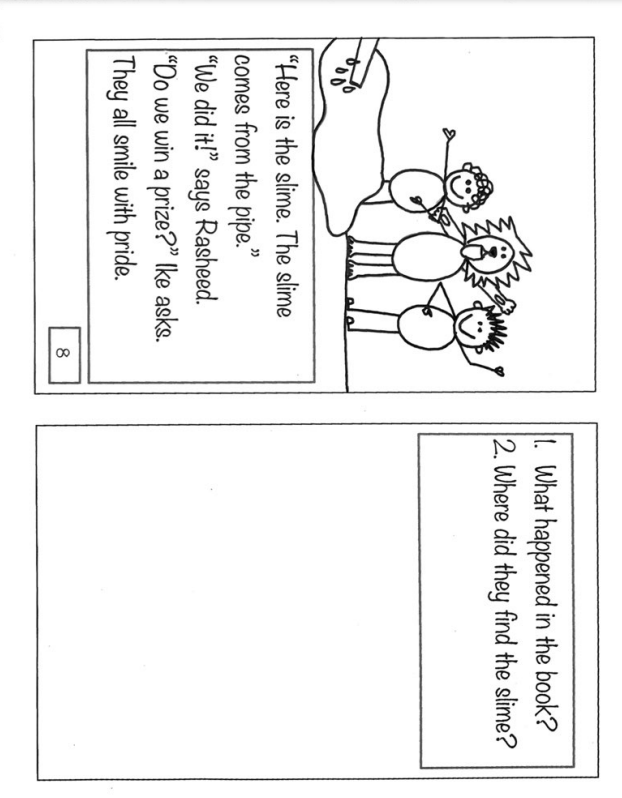 “Here is the slime. The slime
comes from the pipe.”
“We did it!” says Rasheed.
“Do we win a prize?” Ike asks.
They all smile with pride.
8
1. What happened in the book?
2. Where did they find the slime?